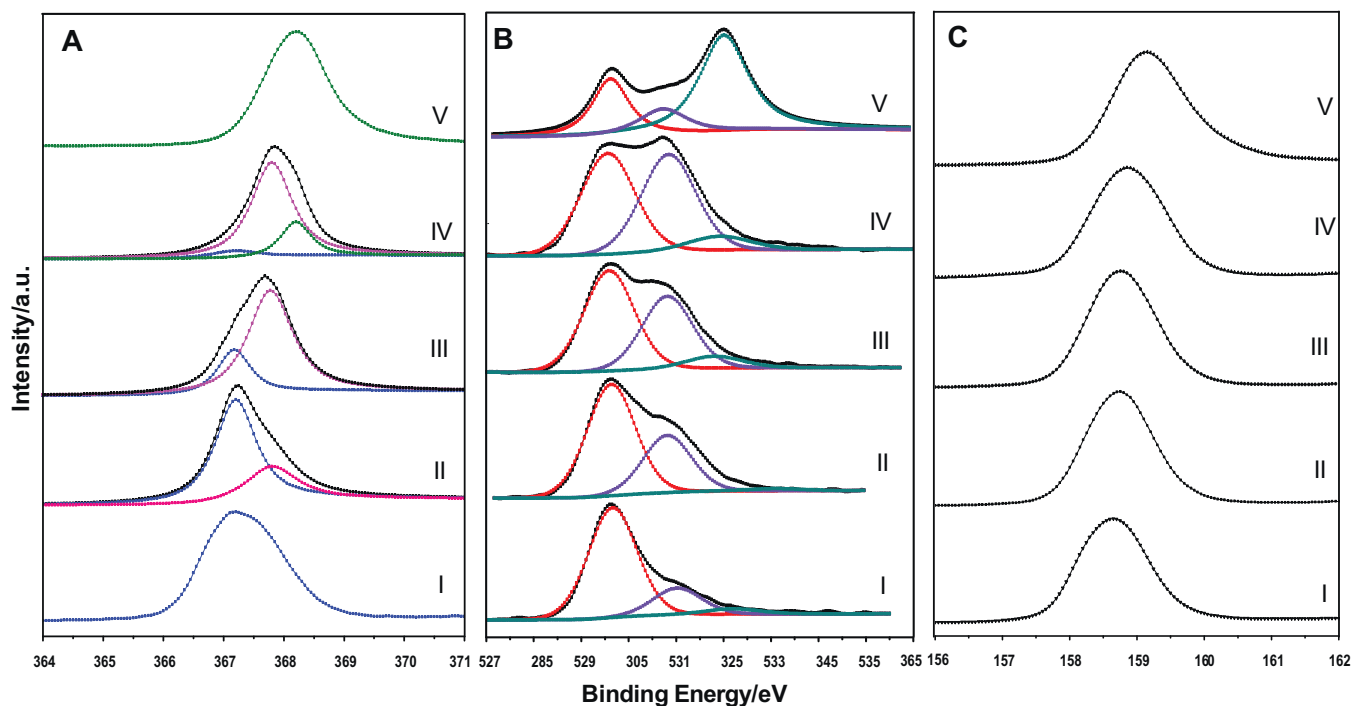 A
B
C
V
V
V
IV
IV
IV
III
III
III
II
II
II
I
I
I
Intensity/a.u.
364 365 366 367 368 369 370 371
527 285 529 305 531 325 533 345 535 365
156 157 158 159 160 161 162
Binding Energy/eV